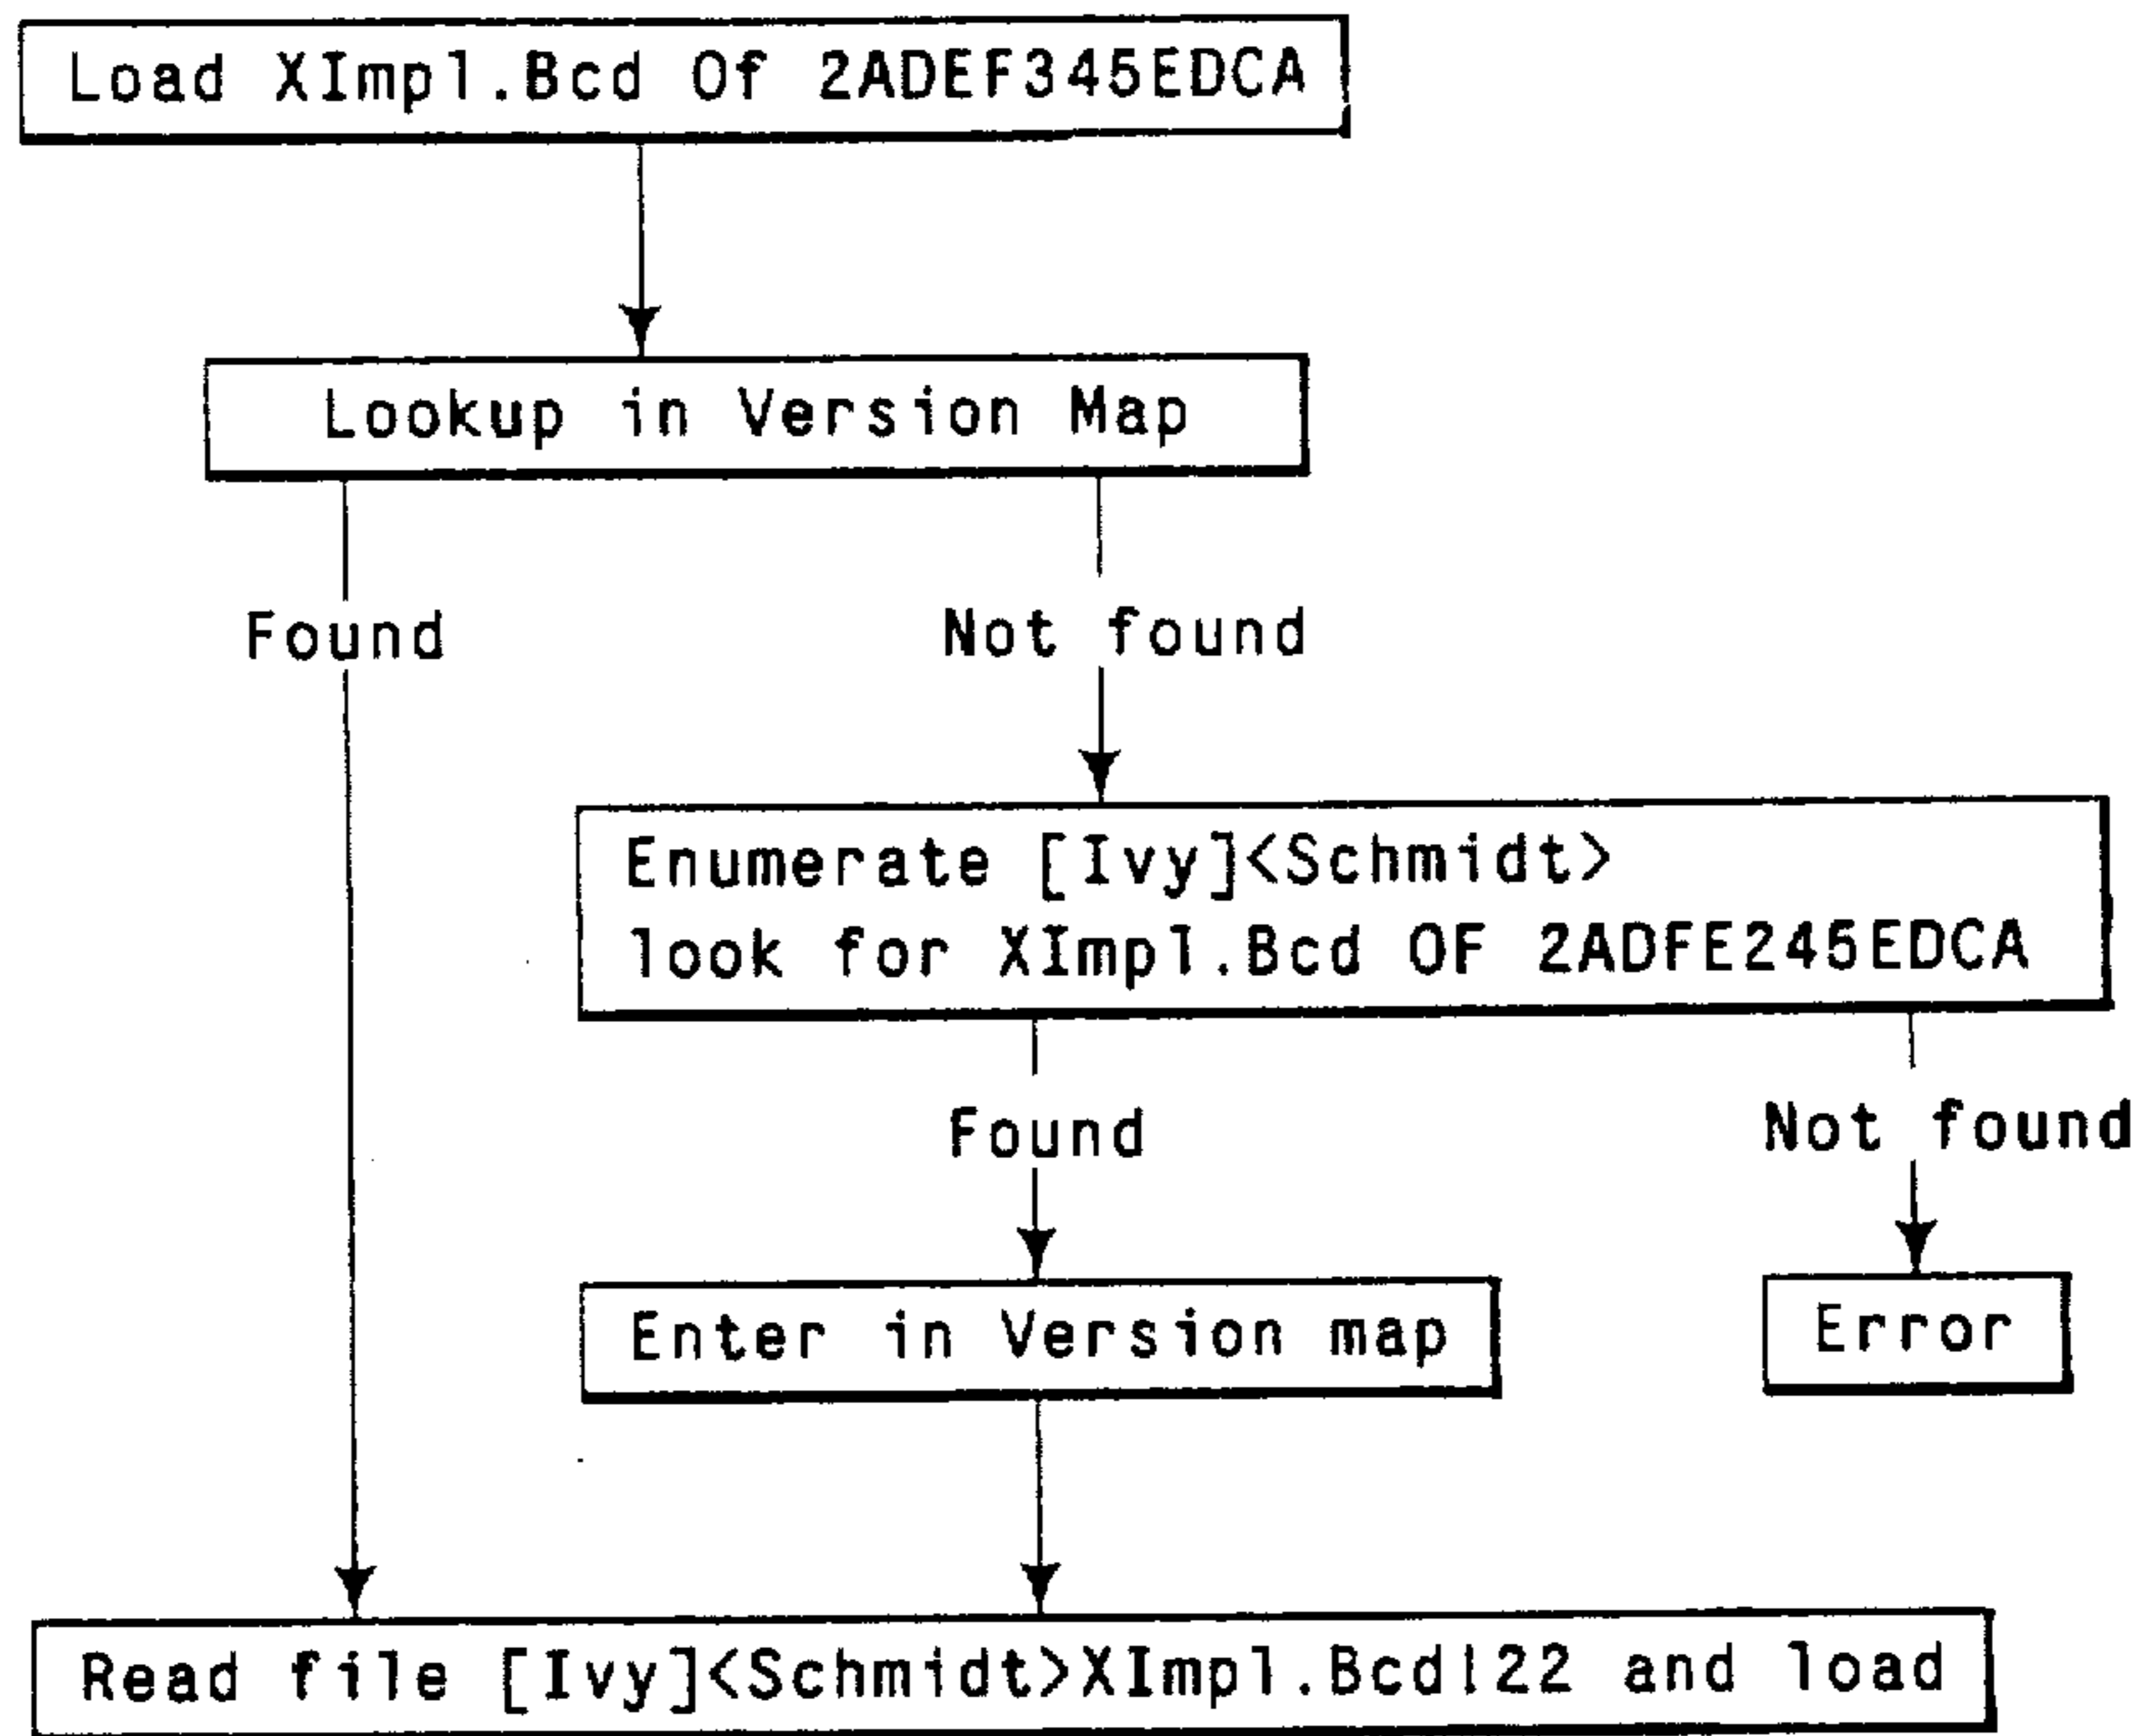 Load XImpl.Bcd Of 2ADEF345EDCA
Lookup in Version Map
Found
Not found
Enumerate [Ivy]<Schmidt>
look for XImpl.Bcd OF 2ADFE245EDCA
Found
Not found
Enter in Version map
Error
Read file [Ivy]<Schmidt>XImpl.Bcd!22 and load